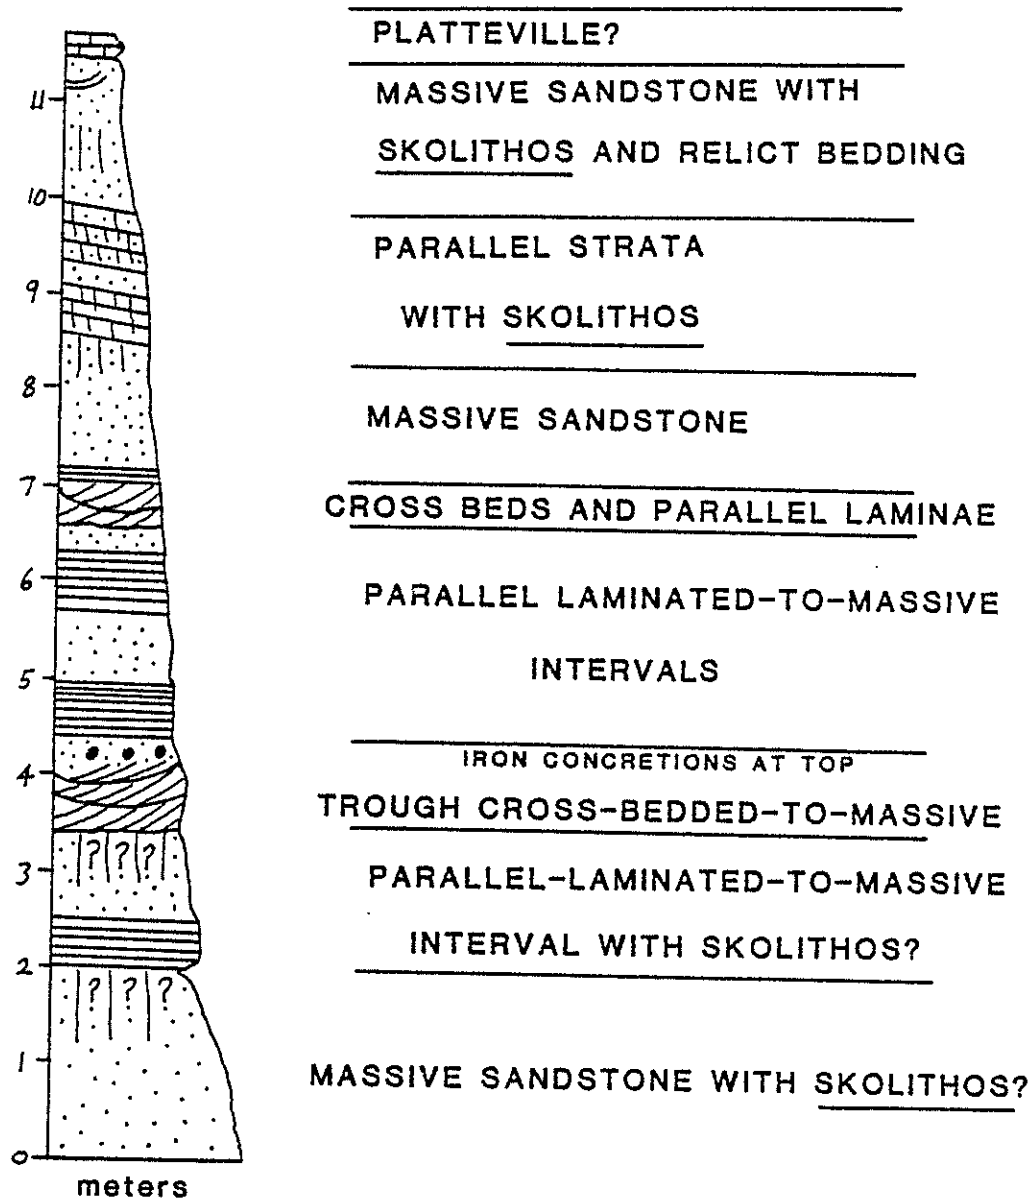 PLATTEVILLE?
MASSIVE SANDSTONE WITH
SKOLITHOS AND RELICT BEDDING
PARALLEL STRATA
WITH SKOLITHOS
MASSIVE SANDSTONE
CROSS BEDS AND PARALLEL LAMINAE
PARALLEL LAMINATED-TO-MASSIVE
INTERVALS
IRON CONCRETIONS AT TOP
TROUGH CROSS-BEDDED-TO-MASSIVE
PARALLEL-LAMINATED-TO-MASSIVE
INTERVAL WITH SKOLITHOS?
MASSIVE SANDSTONE WITH SKOLITHOS?
11
10
9
8
7
6
5
4
? ? ?
3
2
? ? ?
1
0
meters